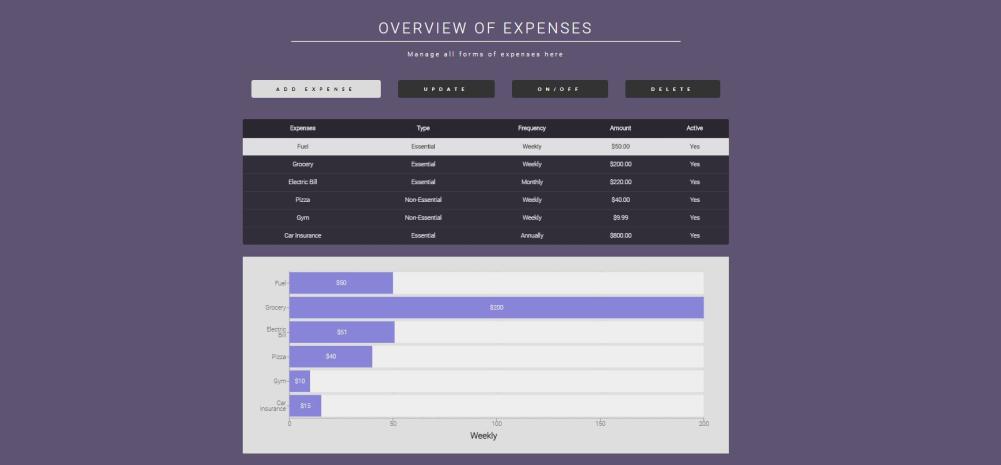 OVERVIEW OF EXPENSES
Manage all forms of expenses here
ADD EXPENSE UPDATE ON/OFF DELETE
Expenses Type Frequency Amount Active
Fuel Essential Weekly $50.00 Yes
Grocery Essential Weekly $200.00 Yes
Electric Bill Essential Monthly $220.00 Yes
Pizza Non-Essential Weekly $40.00 Yes
Gym Non-Essential Weekly $9.99 Yes
Car Insurance Essential Annually $800.00 Yes
Fuel $50
Grocery $200
Electric
Bill $51
Pizza $40
Gym $10
Car
Insurance $15
0 50 100 150 200
Weekly